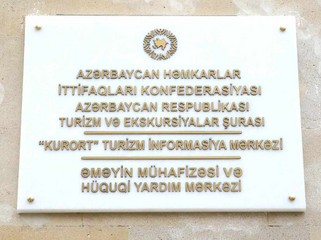 AZƏRBAYCAN HƏMKARLAR
İTTİFAQLARI KONFEDERASİYASI
AZƏRBAYCAN RESPUBLİKASI
TURİZM VƏ EKSKURSİYALAR ŞURASI
"KURORT" TURİZM İNFORMASİYA MƏRKƏZİ
ƏMƏYİN MÜHAFİZƏSİ VƏ
HÜQUQİ YARDIM MƏRKƏZİ